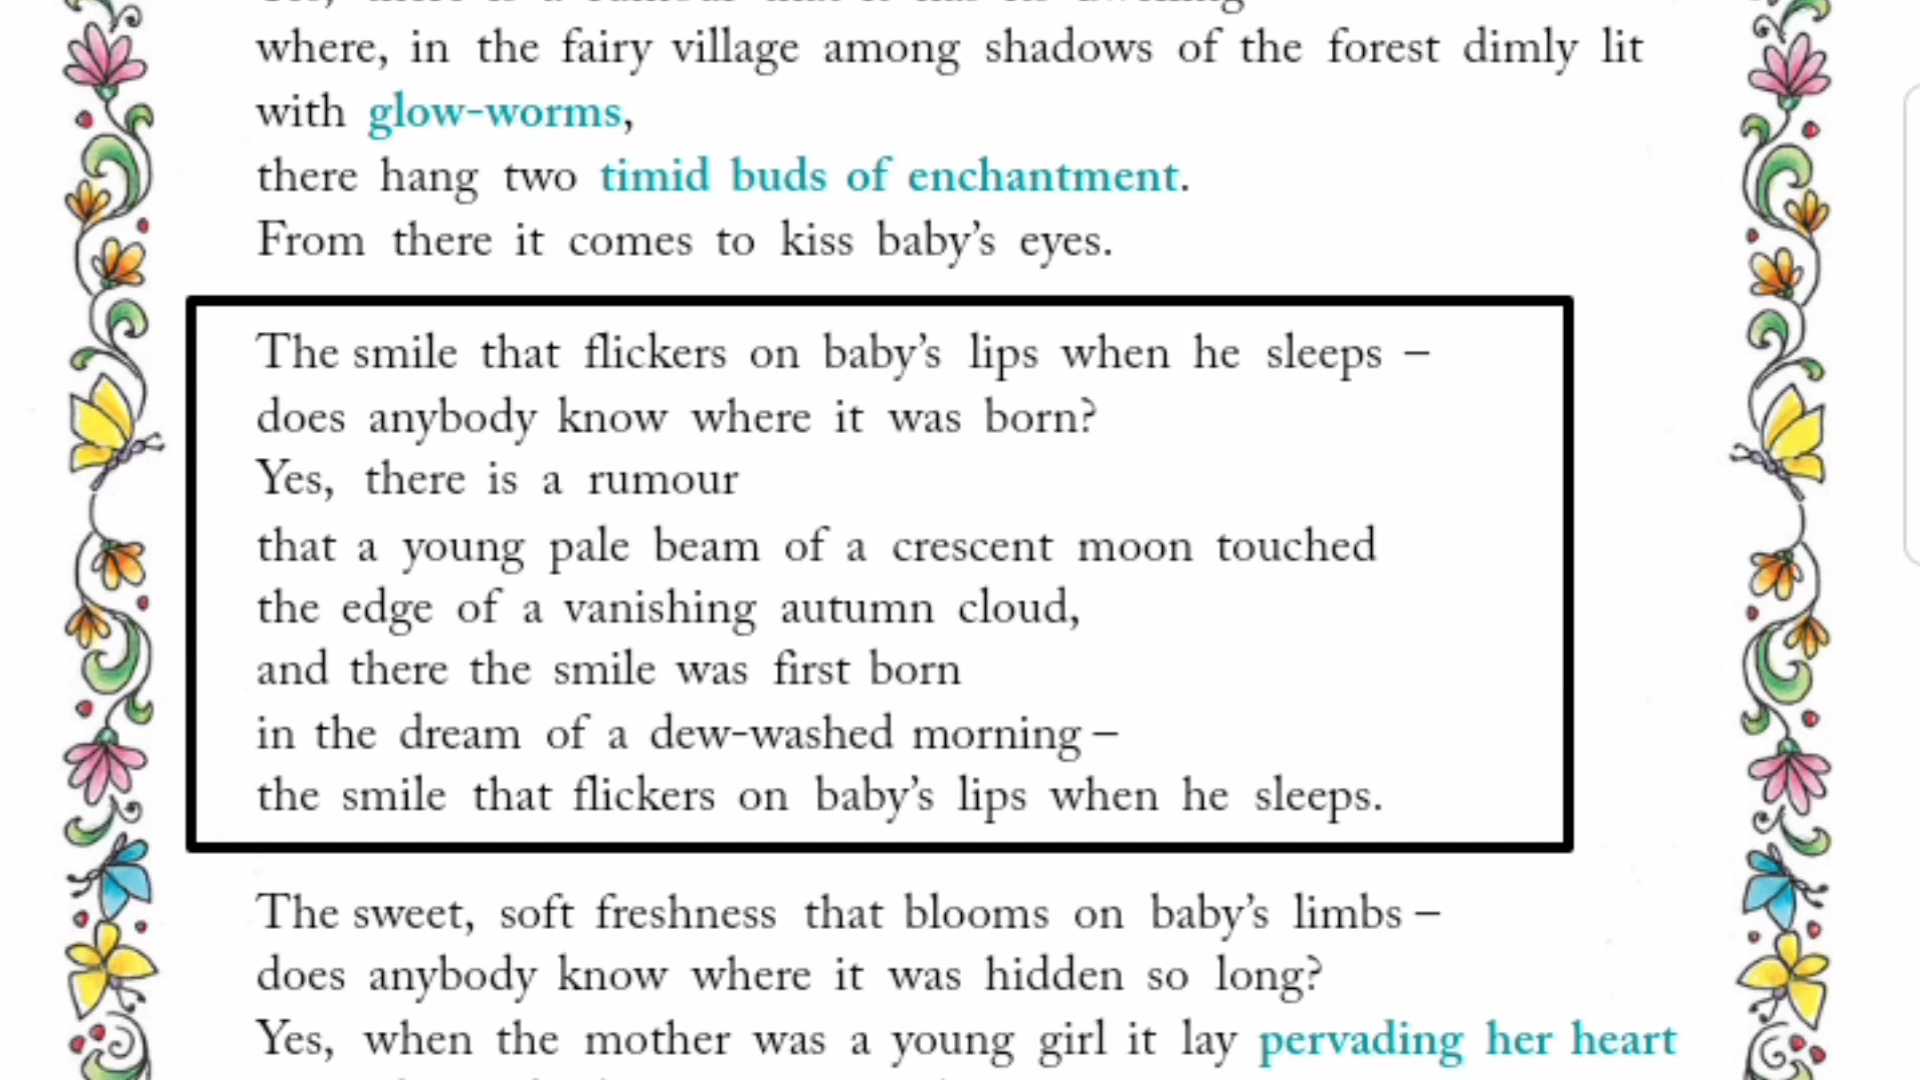 where, in the fairy village among shadows of the forest dimly lit
with glow-worms,
there hang two timid buds of enchantment.
From there it comes to kiss baby's eyes.
The smile that flickers on baby's lips when he sleeps –
does anybody know where it was born?
Yes, there is a rumour
that a young pale beam of a crescent moon touched
the edge of a vanishing autumn cloud,
and there the smile was first born
in the dream of a dew-washed morning –
the smile that flickers on baby's lips when he sleeps.
The sweet, soft freshness that blooms on baby's limbs –
does anybody know where it was hidden so long?
Yes, when the mother was a young girl it lay pervading her heart